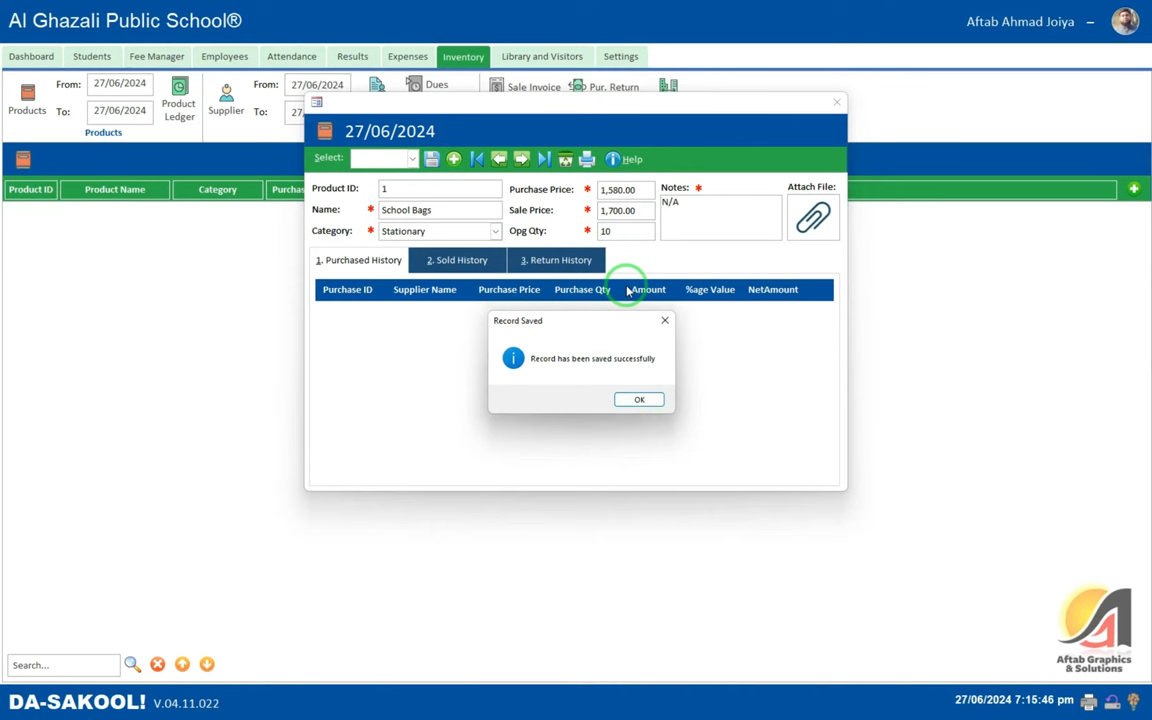 Al Ghazali Public School®
Aftab Ahmad Joiya
Dashboard Students Fee Manager Employees Attendance Results Expenses Inventory Library and Visitors Settings
Products
From: 27/06/2024
To: 27/06/2024
Product Ledger
Products
Supplier
From: 27/06/2024
To: 27/
Dues
Sale Invoice
Pur. Return
Product ID Product Name Category Purchas
27/06/2024
Select:
Help
Product ID: 1
Name: * School Bags
Category: * Stationary
Purchase Price: * 1,580.00
Sale Price: * 1,700.00
Opg Qty: * 10
Notes: *
N/A
Attach File:
1. Purchased History 2. Sold History 3. Return History
Purchase ID Supplier Name Purchase Price Purchase Qty Amount %age Value NetAmount
Record Saved
Record has been saved successfully
OK
Search...
Aftab Graphics
& Solutions
DA-SAKOOL! V.04.11.022
27/06/2024 7:15:46 pm